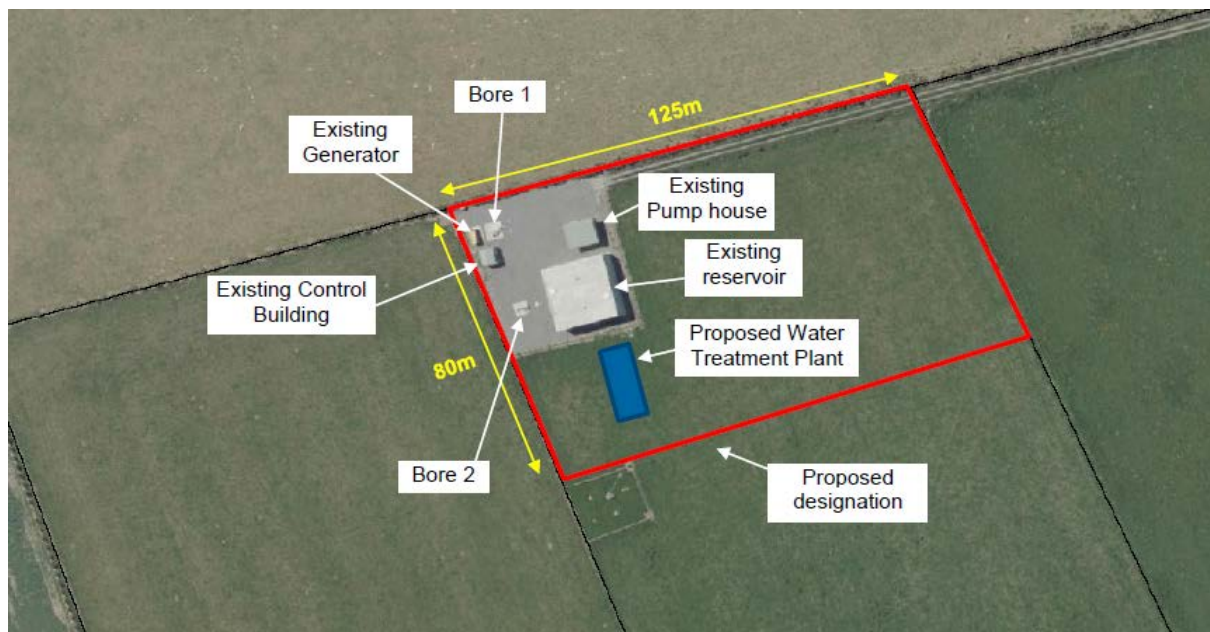 Bore 1
125m
Existing
Generator
Existing
Pump house
Existing
reservoir
Existing Control
Building
Proposed Water
Treatment Plant
80m
Bore 2
Proposed
designation